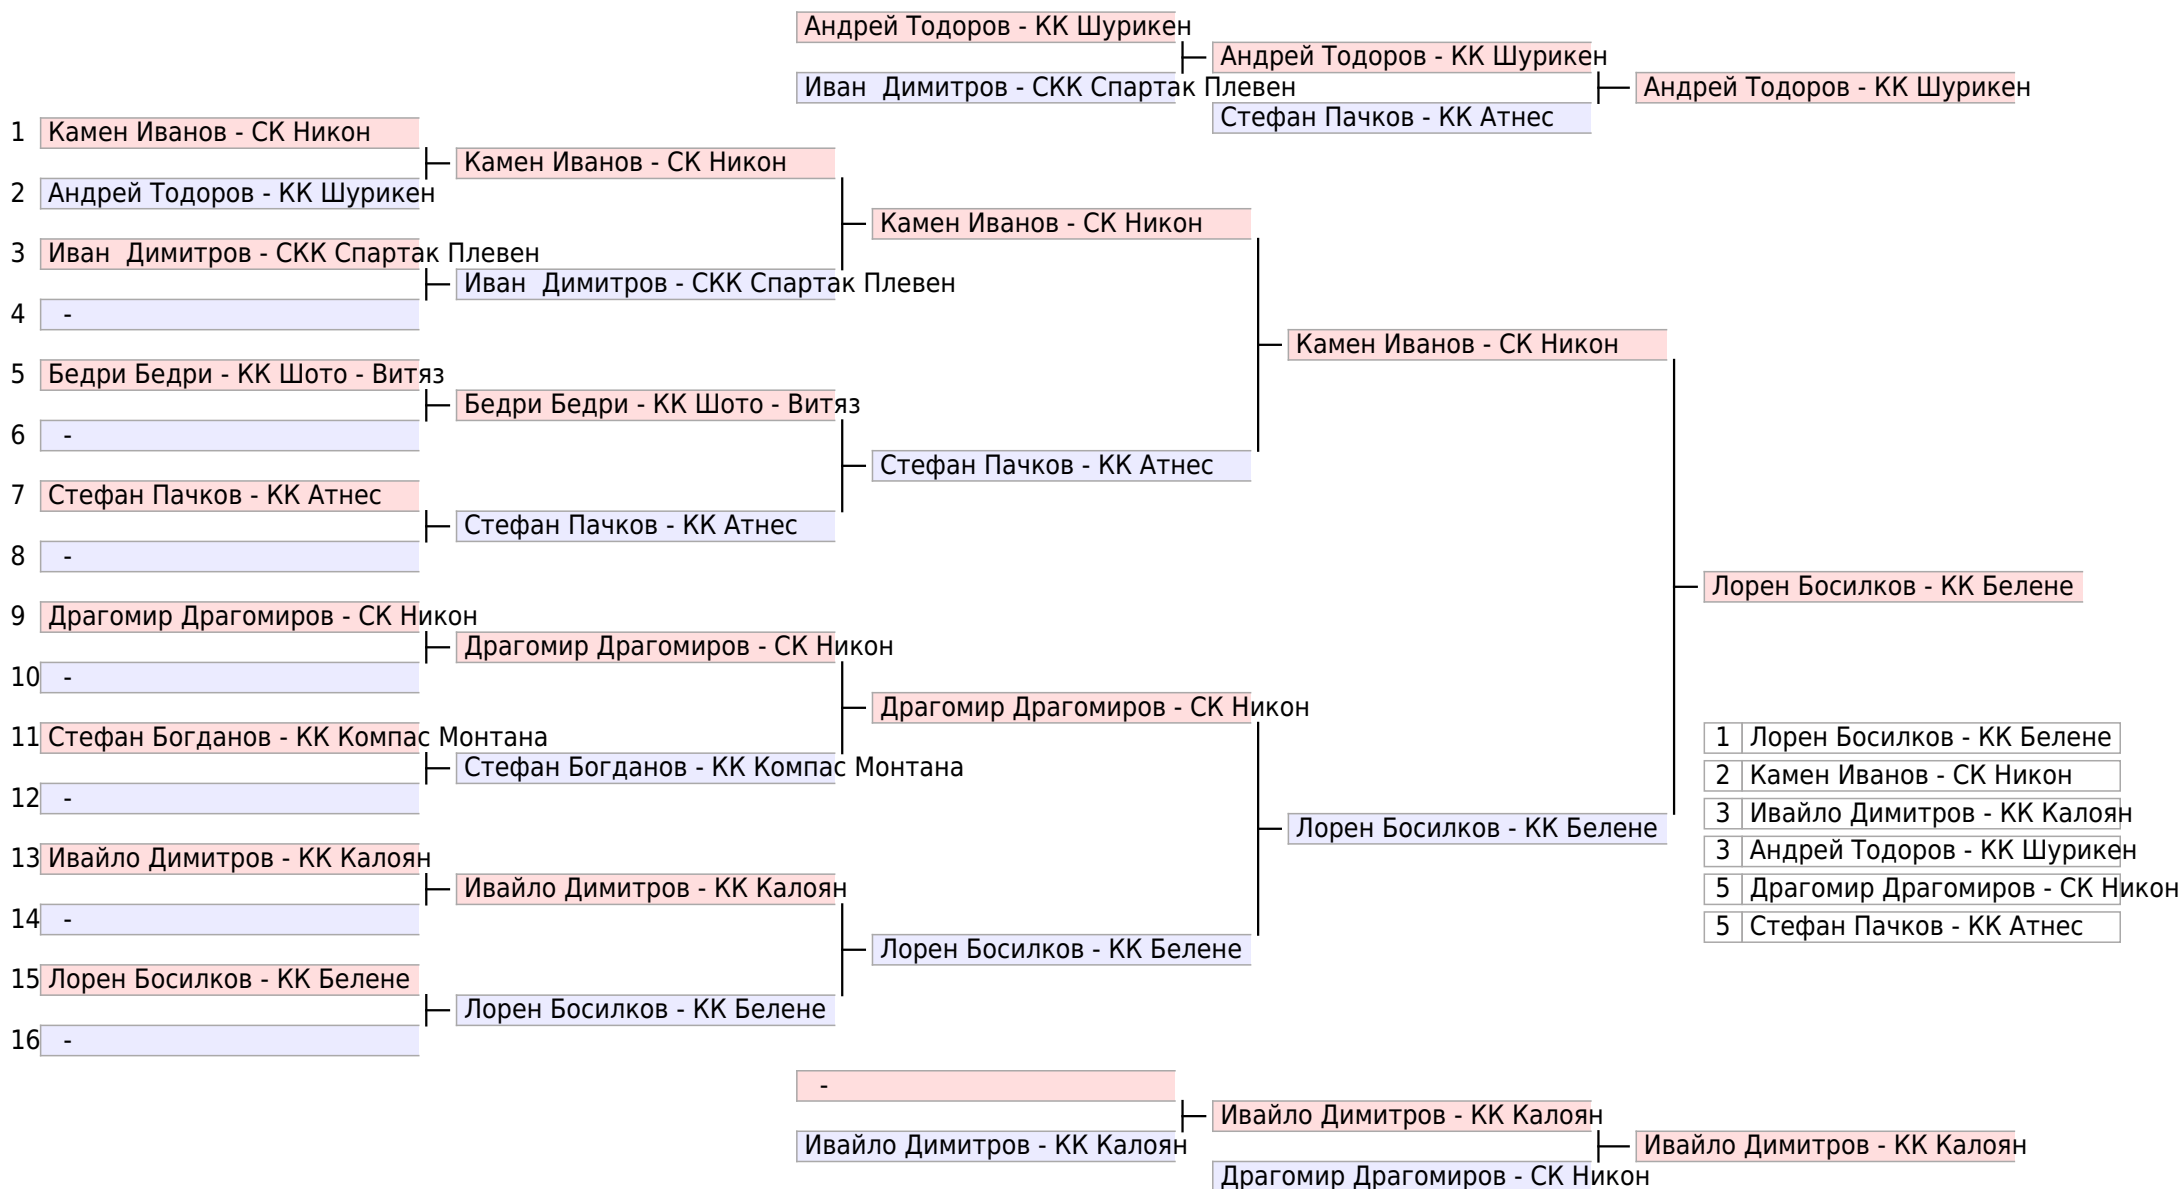 Андрей Тодоров - КК Шурикен
Андрей Тодоров - КК Шурикен
Иван  Димитров - СКК Спартак Плевен
Андрей Тодоров - КК Шурикен
Стефан Пачков - КК Атнес
1 Камен Иванов - СК Никон
Камен Иванов - СК Никон
2 Андрей Тодоров - КК Шурикен
Камен Иванов - СК Никон
3 Иван  Димитров - СКК Спартак Плевен
Иван  Димитров - СКК Спартак Плевен
4 -
Камен Иванов - СК Никон
5 Бедри Бедри - КК Шото - Витяз
Бедри Бедри - КК Шото - Витяз
6 -
Стефан Пачков - КК Атнес
7 Стефан Пачков - КК Атнес
Стефан Пачков - КК Атнес
8 -
Лорен Босилков - КК Белене
9 Драгомир Драгомиров - СК Никон
Драгомир Драгомиров - СК Никон
10 -
Драгомир Драгомиров - СК Никон
11 Стефан Богданов - КК Компас Монтана
Стефан Богданов - КК Компас Монтана
12 -
Лорен Босилков - КК Белене
13 Ивайло Димитров - КК Калоян
Ивайло Димитров - КК Калоян
14 -
Лорен Босилков - КК Белене
15 Лорен Босилков - КК Белене
Лорен Босилков - КК Белене
16 -
1 Лорен Босилков - КК Белене
2 Камен Иванов - СК Никон
3 Ивайло Димитров - КК Калоян
3 Андрей Тодоров - КК Шурикен
5 Драгомир Драгомиров - СК Никон
5 Стефан Пачков - КК Атнес
-
Ивайло Димитров - КК Калоян
Ивайло Димитров - КК Калоян
Ивайло Димитров - КК Калоян
Драгомир Драгомиров - СК Никон